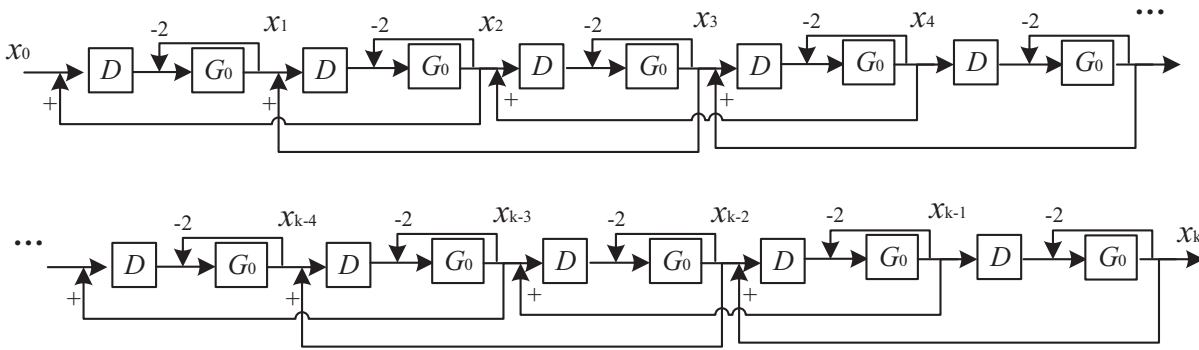 -2 x₁ -2 x₂ -2 x₃ -2 x₄ -2 ...
x₀ D G₀ D G₀ D G₀ D G₀ D G₀
+ + + +
-2 xₖ₋₄ -2 xₖ₋₃ -2 xₖ₋₂ -2 xₖ₋₁ -2 xₖ
... D G₀ D G₀ D G₀ D G₀ D G₀
+ + + +